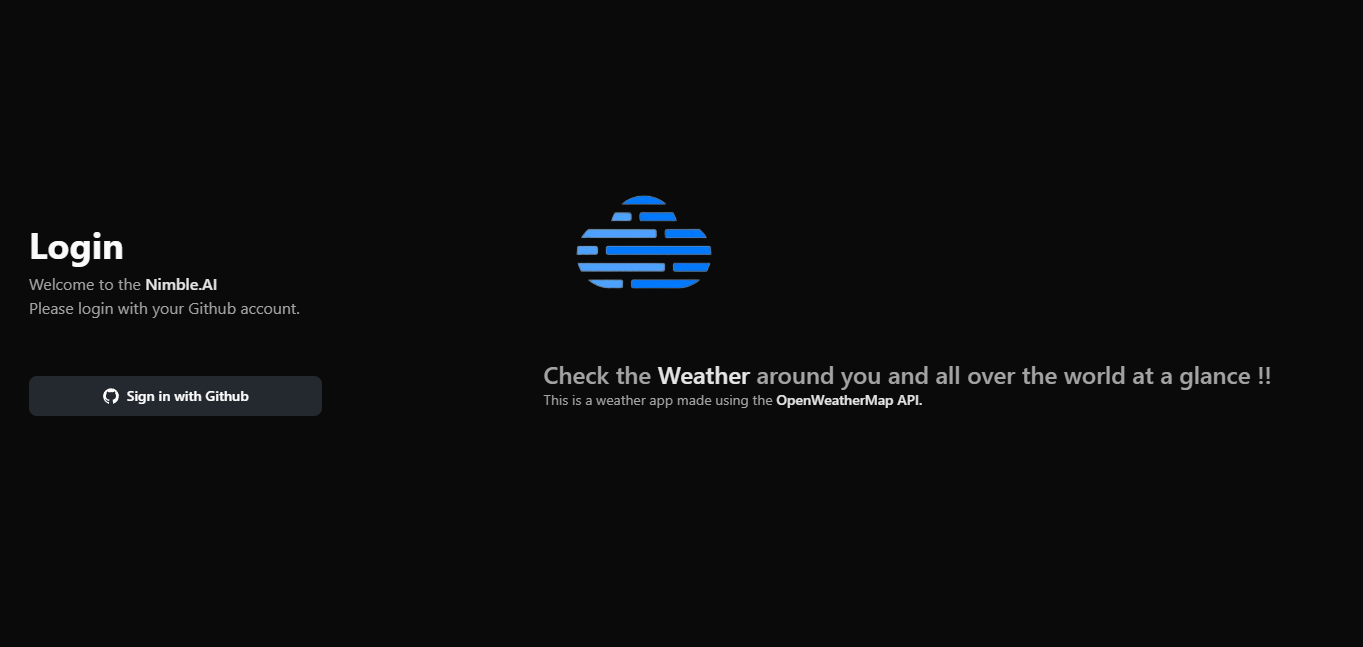 Login
Welcome to the Nimble.AI
Please login with your Github account.
Sign in with Github
Check the Weather around you and all over the world at a glance !!
This is a weather app made using the OpenWeatherMap API.